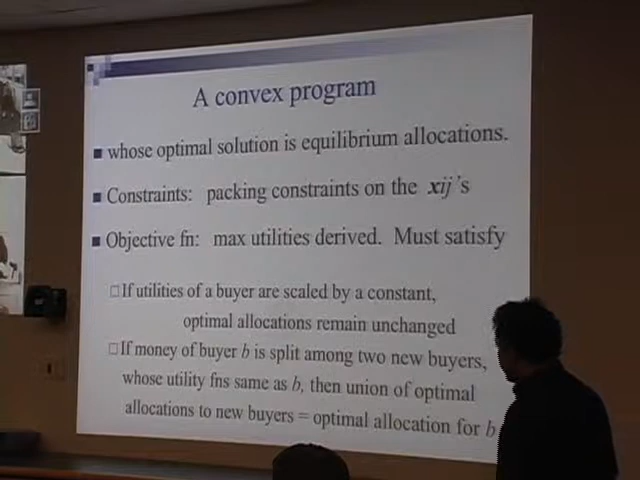 A convex program
whose optimal solution is equilibrium allocations.
Constraints: packing constraints on the xij's
Objective fn: max utilities derived. Must satisfy
If utilities of a buyer are scaled by a constant,
optimal allocations remain unchanged
If money of buyer b is split among two new buyers,
whose utility fns same as b, then union of optimal
allocations to new buyers = optimal allocation for b